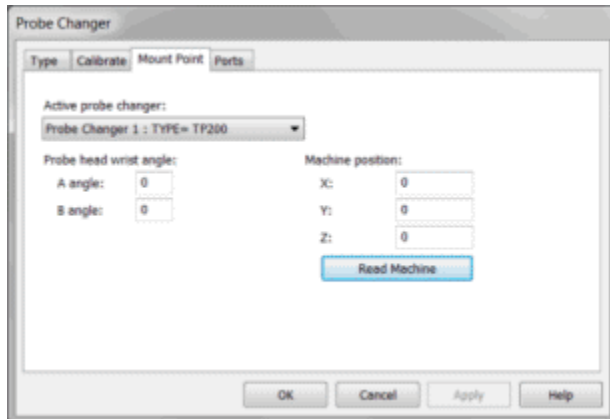 Probe Changer
Type Calibrate Mount Point Ports
Active probe changer:
Probe Changer 1 : TYPE= TP200
Probe head wrist angle: Machine position:
A angle: 0 X: 0
B angle: 0 Y: 0
Z: 0
Read Machine
OK Cancel Apply Help